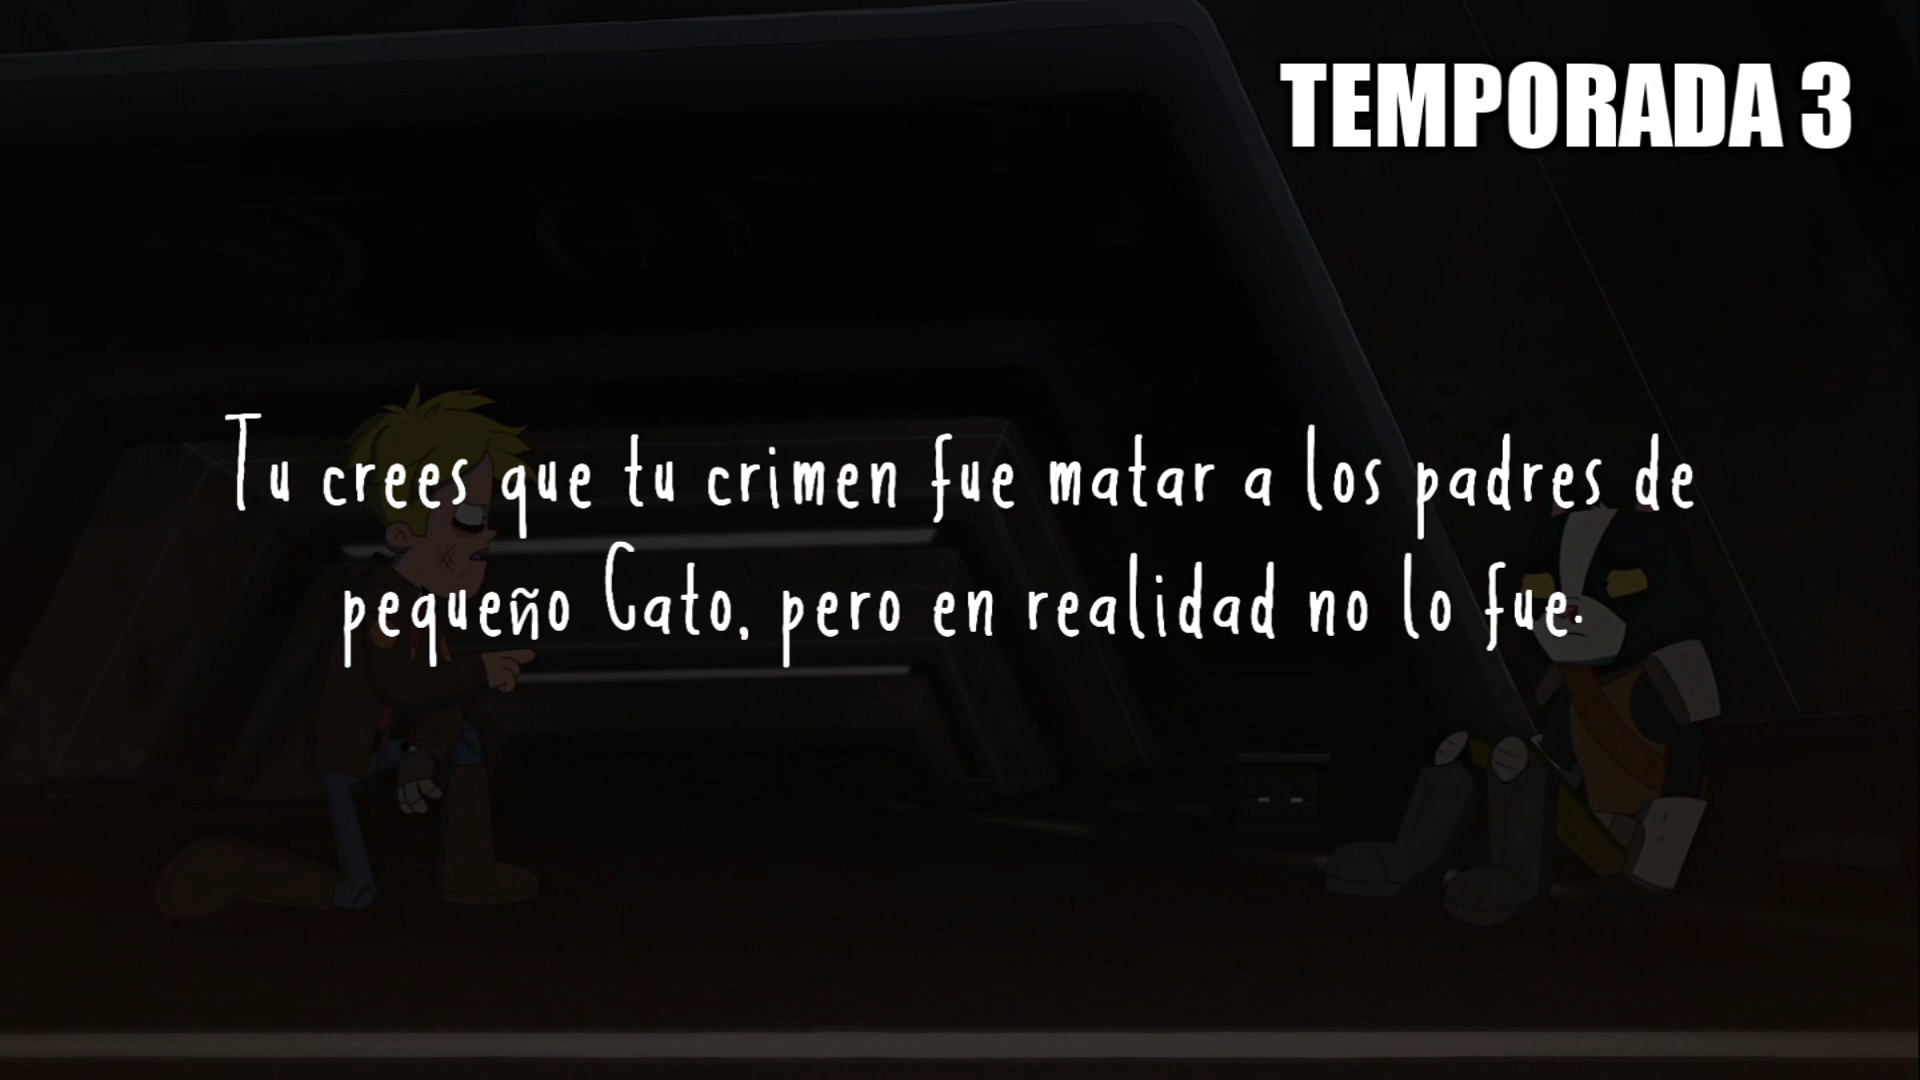 TEMPORADA 3
Tu crees que tu crimen fue matar a los padres de
pequeño Cato, pero en realidad no lo fue.